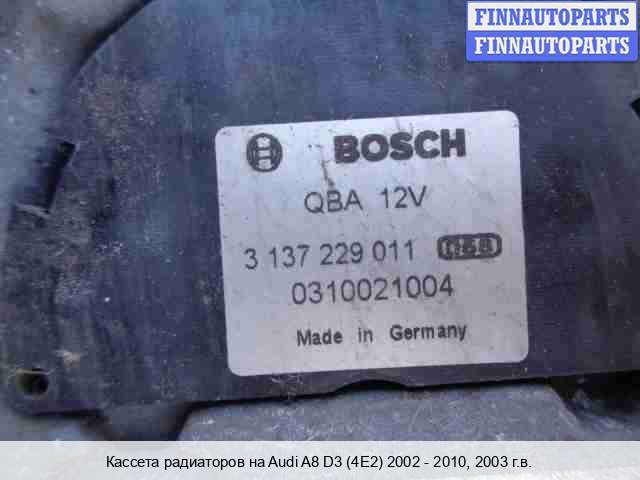 FINNAUTOPARTS
FINNAUTOPARTS
BOSCH
QBA 12V
3 137 229 011
0310021004
Made in Germany
Кассета радиаторов на Audi A8 D3 (4E2) 2002 - 2010, 2003 г.в.